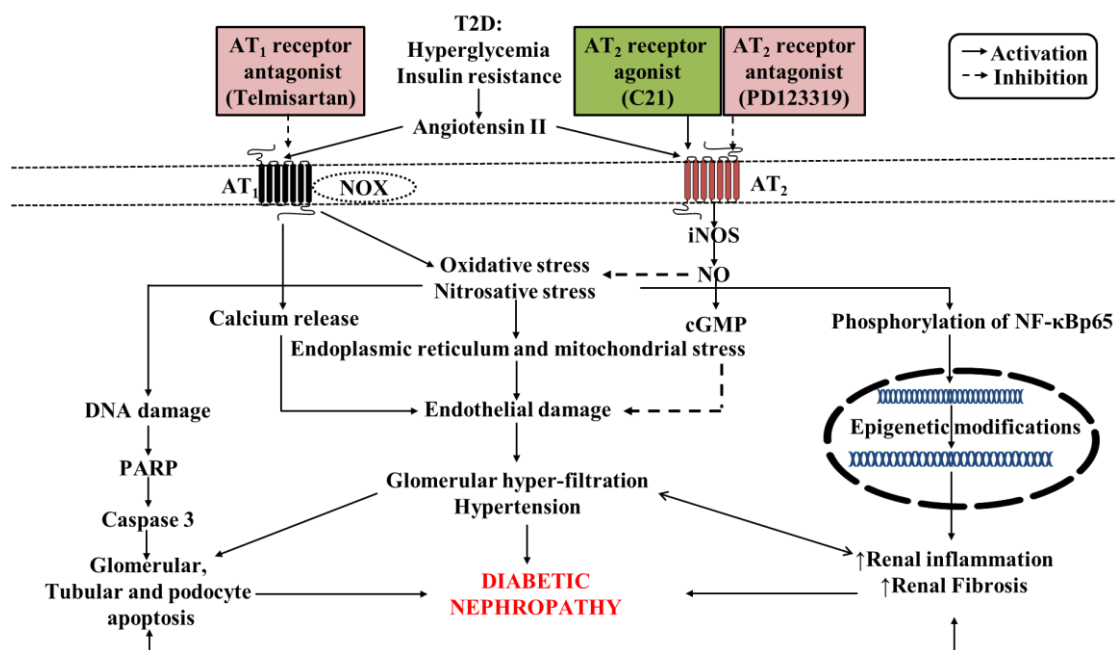 AT1 receptor
antagonist
(Telmisartan)
T2D:
Hyperglycemia
Insulin resistance
AT2 receptor
agonist
(C21)
AT2 receptor
antagonist
(PD123319)
Activation
Inhibition
Angiotensin II
AT1
NOX
AT2
iNOS
Oxidative stress
Nitrosative stress
NO
Calcium release
cGMP
Phosphorylation of NF-κBp65
Endoplasmic reticulum and mitochondrial stress
DNA damage
Endothelial damage
Epigenetic modifications
PARP
Glomerular hyper-filtration
Hypertension
Caspase 3
Glomerular,
Tubular and podocyte
apoptosis
DIABETIC
NEPHROPATHY
↑Renal inflammation
↑Renal Fibrosis